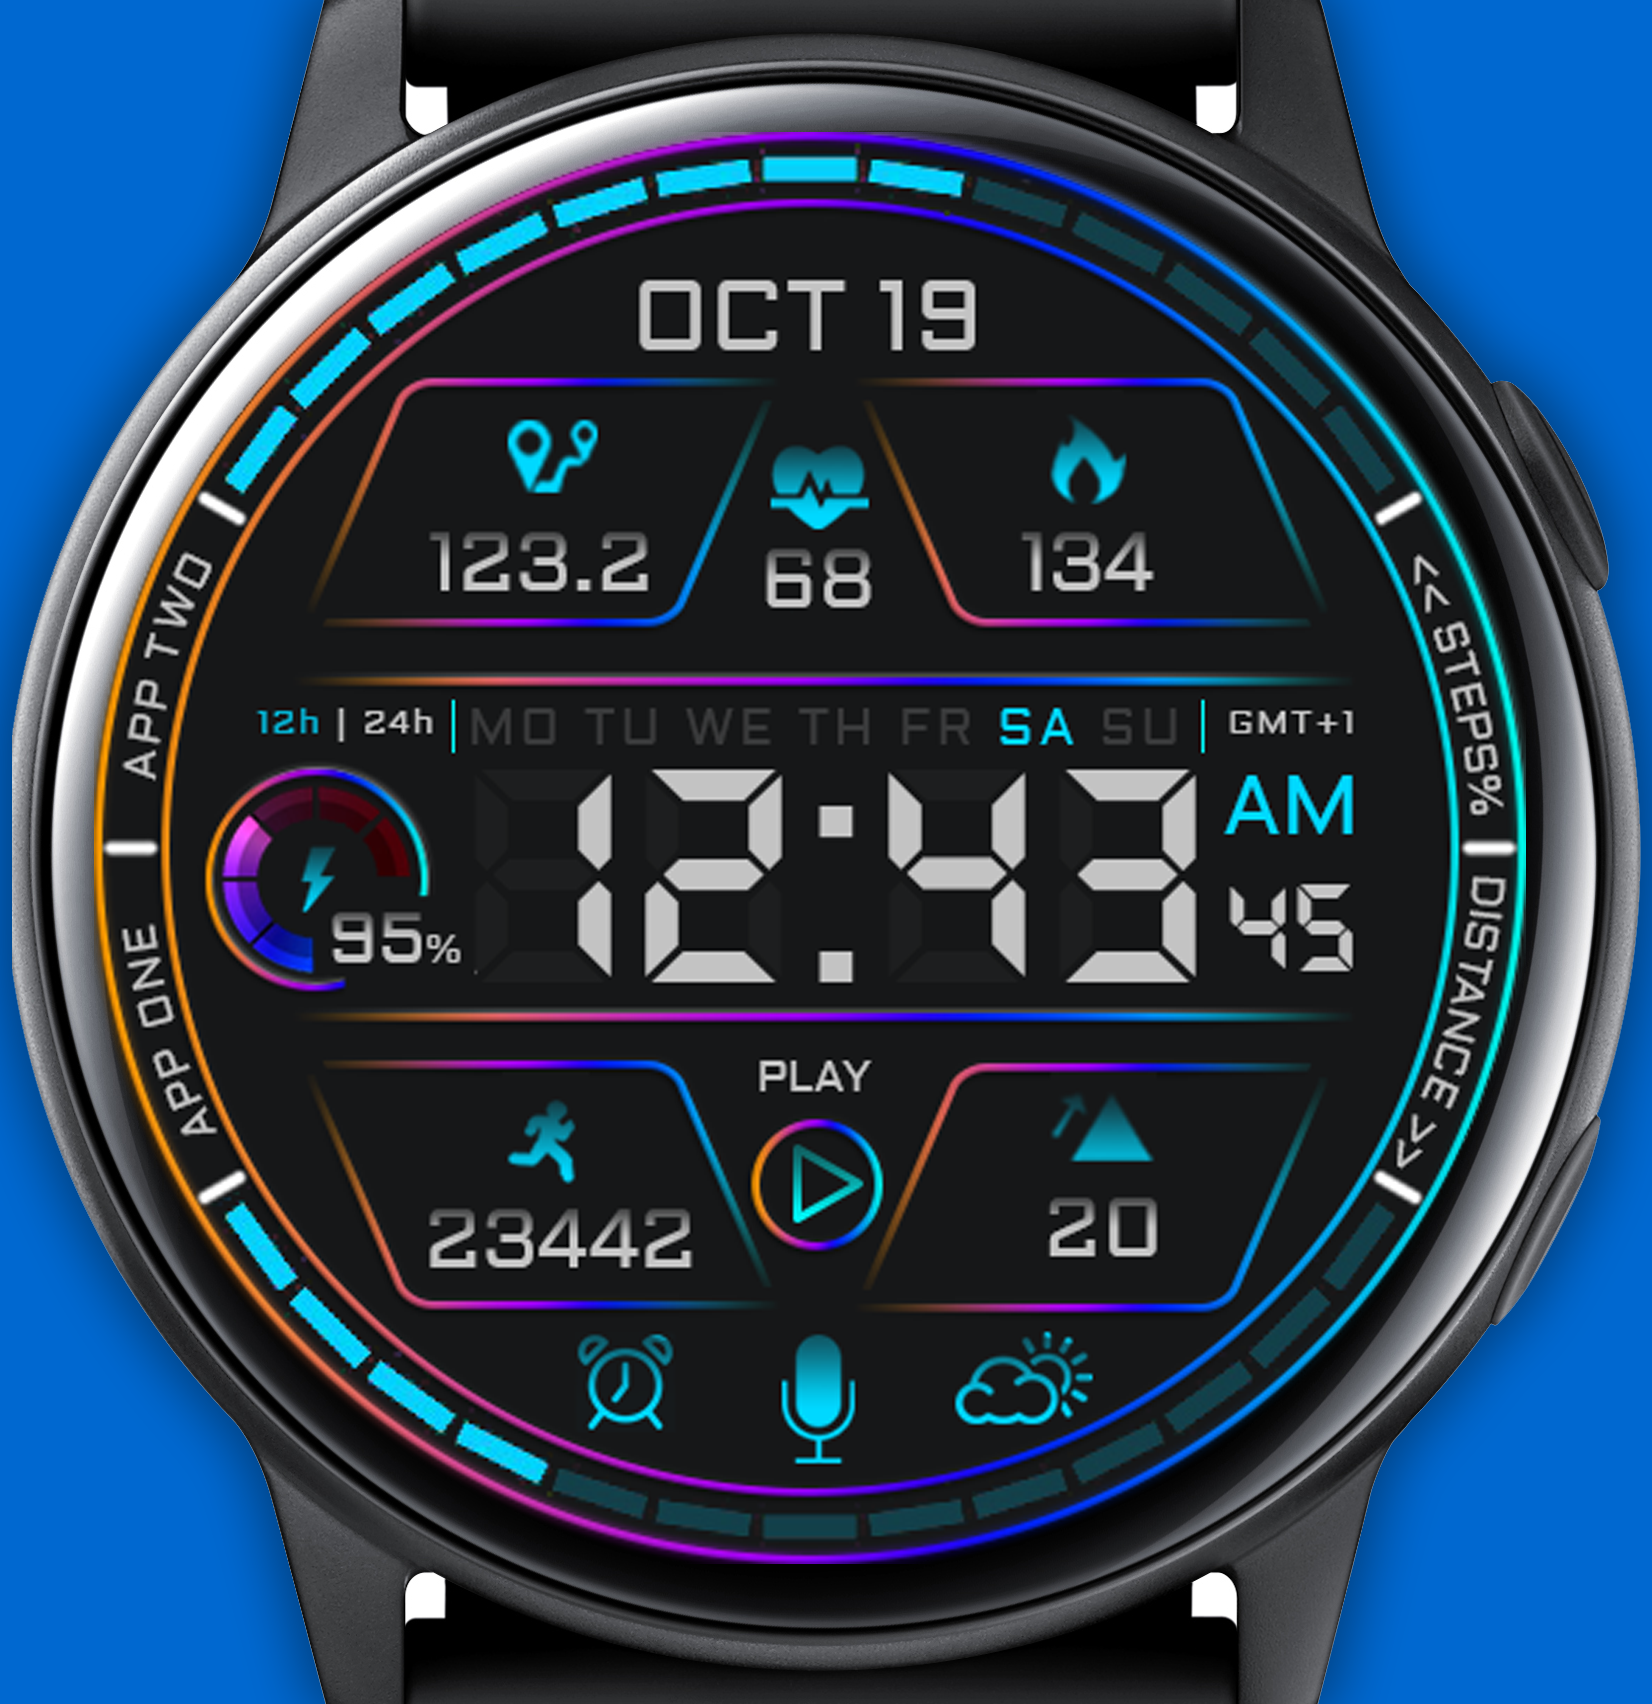 OCT 19
123.2
68
134
12h | 24h
MO TU WE TH FR SA SU
GMT+1
12:43
AM
45
95%
PLAY
23442
20
APP TWO
APP ONE
<< STEPS%
DISTANCE >>